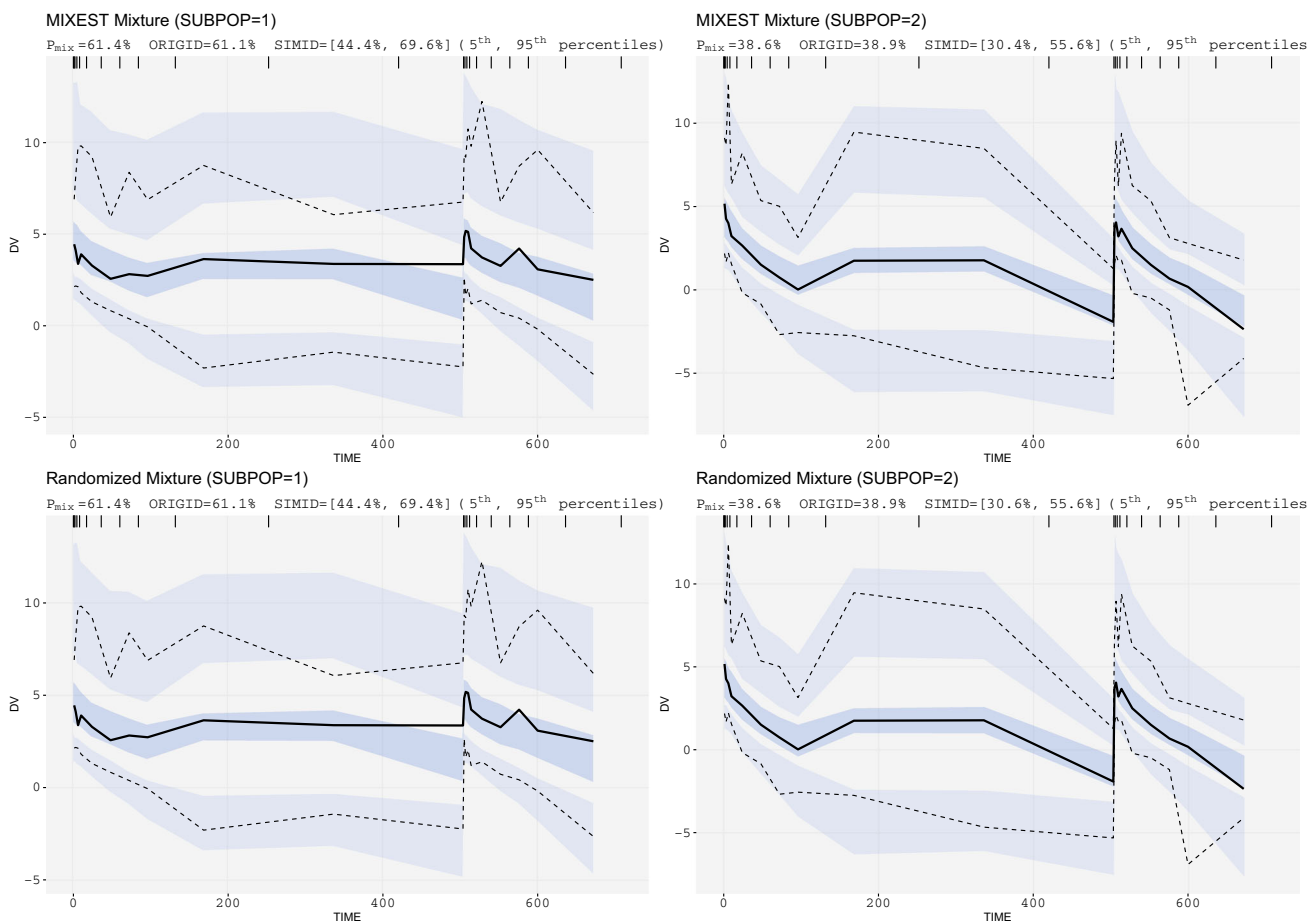 MIXEST Mixture (SUBPOP=1)
Pmix=61.4% ORIGID=61.1% SIMID=[44.4%, 69.6%] (5th, 95th percentiles)
10
5
0
−5
DV
0 200 400 600
TIME
MIXEST Mixture (SUBPOP=2)
Pmix=38.6% ORIGID=38.9% SIMID=[30.4%, 55.6%] (5th, 95th percentiles)
10
5
0
−5
DV
0 200 400 600
TIME
Randomized Mixture (SUBPOP=1)
Pmix=61.4% ORIGID=61.1% SIMID=[44.4%, 69.4%] (5th, 95th percentiles)
10
5
0
−5
DV
0 200 400 600
TIME
Randomized Mixture (SUBPOP=2)
Pmix=38.6% ORIGID=38.9% SIMID=[30.6%, 55.6%] (5th, 95th percentiles)
10
5
0
−5
DV
0 200 400 600
TIME